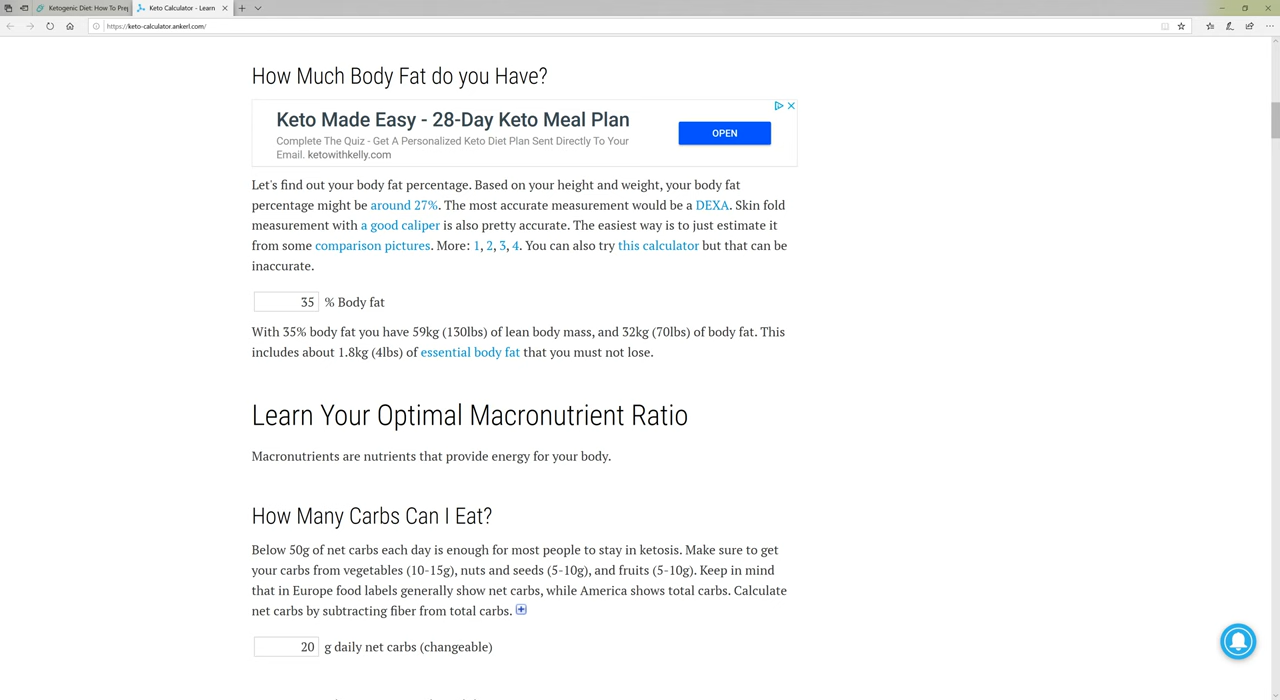 Ketogenic Diet: How To Prep
Keto Calculator - Learn
https://keto-calculator.ankerl.com/
How Much Body Fat do you Have?
Keto Made Easy - 28-Day Keto Meal Plan
Complete The Quiz - Get A Personalized Keto Diet Plan Sent Directly To Your
Email. ketowithkelly.com
OPEN
Let's find out your body fat percentage. Based on your height and weight, your body fat
percentage might be around 27%. The most accurate measurement would be a DEXA. Skin fold
measurement with a good caliper is also pretty accurate. The easiest way is to just estimate it
from some comparison pictures. More: 1, 2, 3, 4. You can also try this calculator but that can be
inaccurate.
35 % Body fat
With 35% body fat you have 59kg (130lbs) of lean body mass, and 32kg (70lbs) of body fat. This
includes about 1.8kg (4lbs) of essential body fat that you must not lose.
Learn Your Optimal Macronutrient Ratio
Macronutrients are nutrients that provide energy for your body.
How Many Carbs Can I Eat?
Below 50g of net carbs each day is enough for most people to stay in ketosis. Make sure to get
your carbs from vegetables (10-15g), nuts and seeds (5-10g), and fruits (5-10g). Keep in mind
that in Europe food labels generally show net carbs, while America shows total carbs. Calculate
net carbs by subtracting fiber from total carbs.
20 g daily net carbs (changeable)